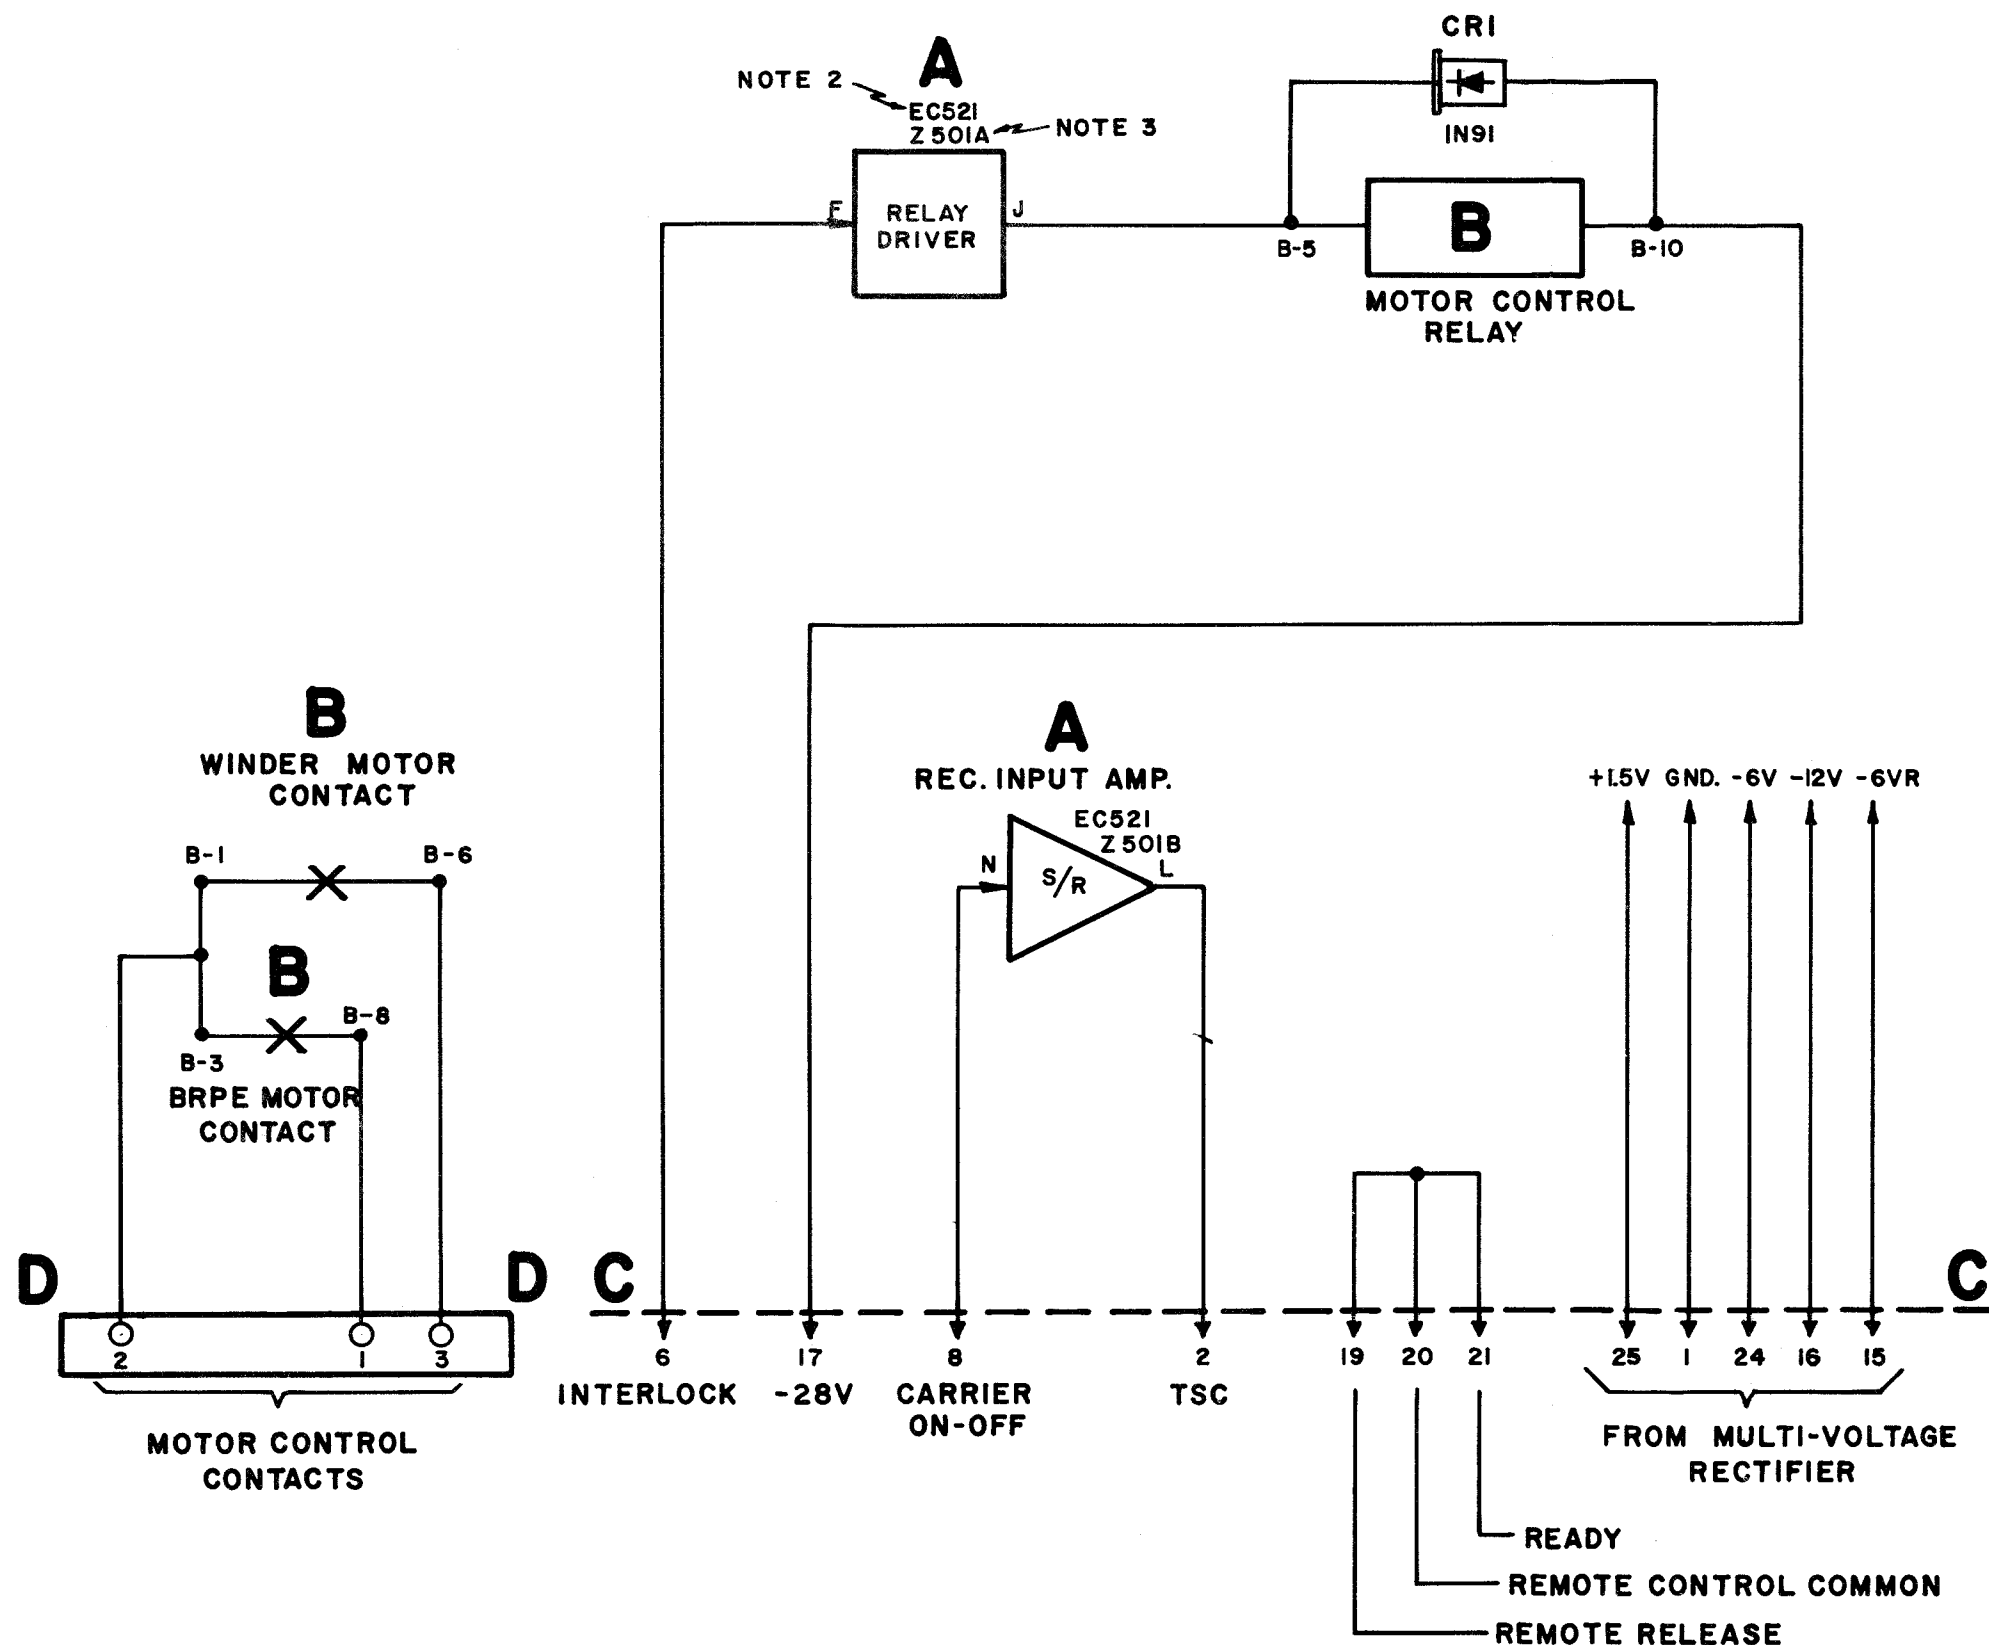 CR1
A
NOTE 2
EC521
Z501A
NOTE 3
1N91
F
RELAY
DRIVER
J
B-5
B
B-10
MOTOR CONTROL
RELAY
B
WINDER MOTOR
CONTACT
B-1
B-6
B
B-8
B-3
BRPE MOTOR
CONTACT
A
REC. INPUT AMP.
EC521
Z501B
N
S/R
L
+1.5V GND. -6V -12V -6VR
D
D
C
C
2
1
3
MOTOR CONTROL
CONTACTS
6
17
8
2
19
20
21
25
1
24
16
15
INTERLOCK
-28V
CARRIER
ON-OFF
TSC
FROM MULTI-VOLTAGE
RECTIFIER
READY
REMOTE CONTROL COMMON
REMOTE RELEASE